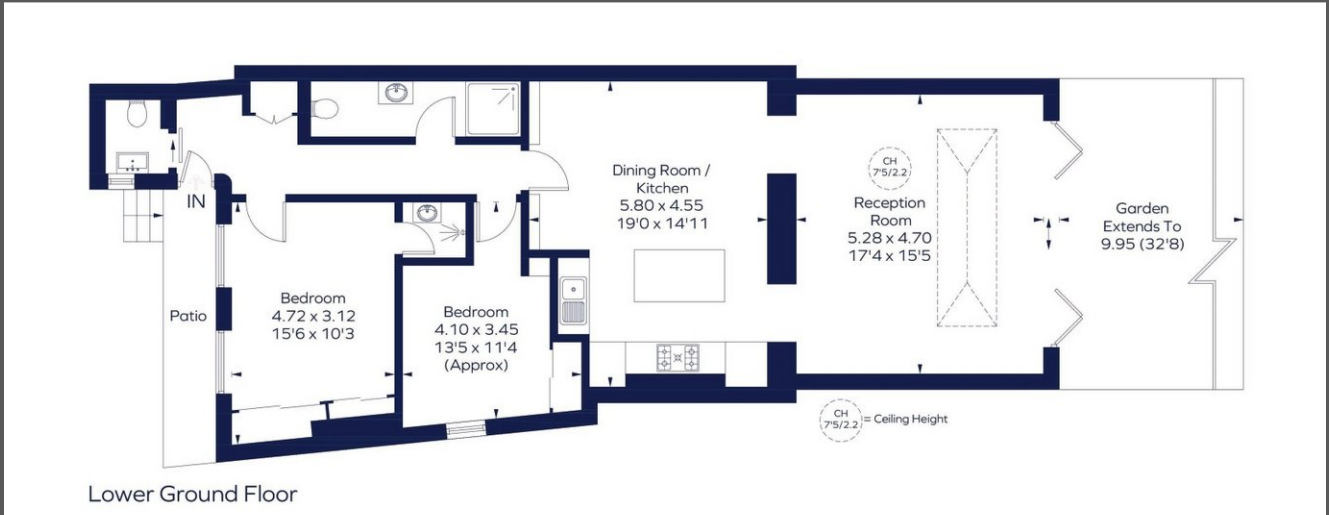 IN
Patio
Bedroom
4.72 x 3.12
15'6 x 10'3
Bedroom
4.10 x 3.45
13'5 x 11'4
(Approx)
Dining Room /
Kitchen
5.80 x 4.55
19'0 x 14'11
CH
7'5/2.2
Reception
Room
5.28 x 4.70
17'4 x 15'5
Garden
Extends To
9.95 (32'8)
CH
7'5/2.2
= Ceiling Height
Lower Ground Floor